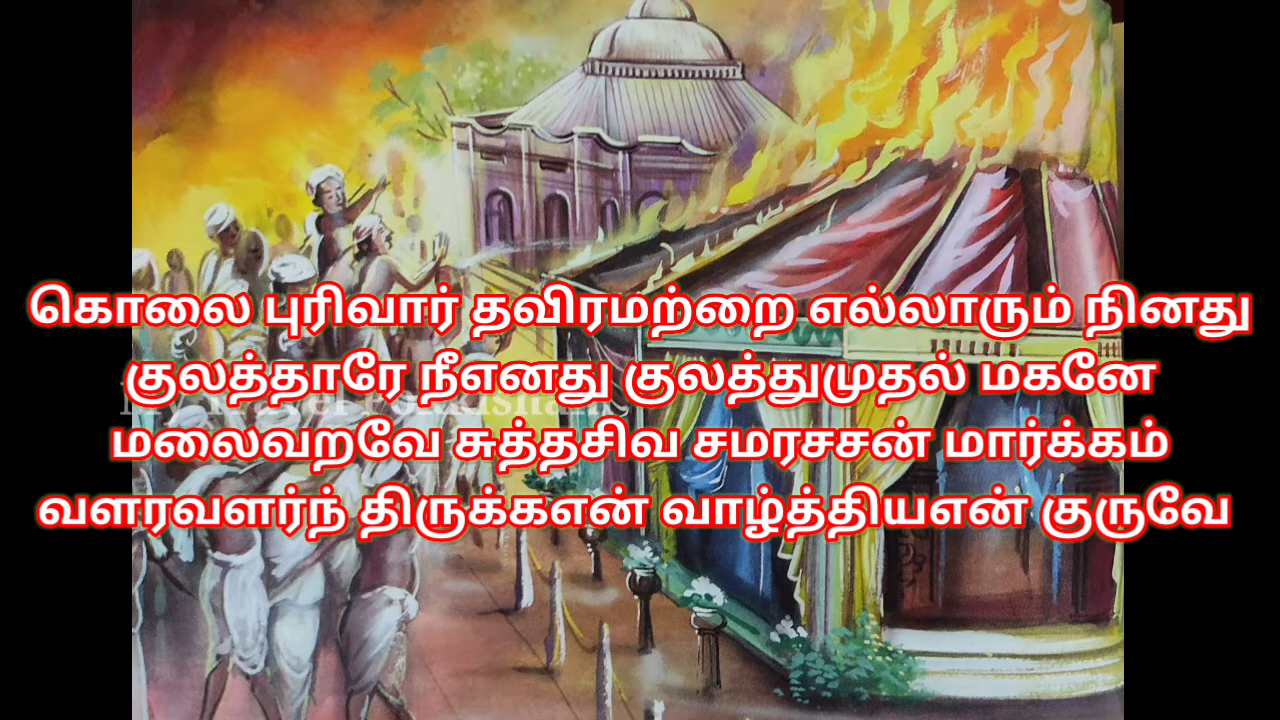 கொலை புரிவார் தவிரமற்றை எல்லாரும் நினது
குலத்தாரே நீஎனது குலத்துமுதல் மகனே
மலைவறவே சுத்தசிவ சமரசசன் மார்க்கம்
வளரவளர்ந் திருக்கஎன் வாழ்த்தியஎன் குருவே